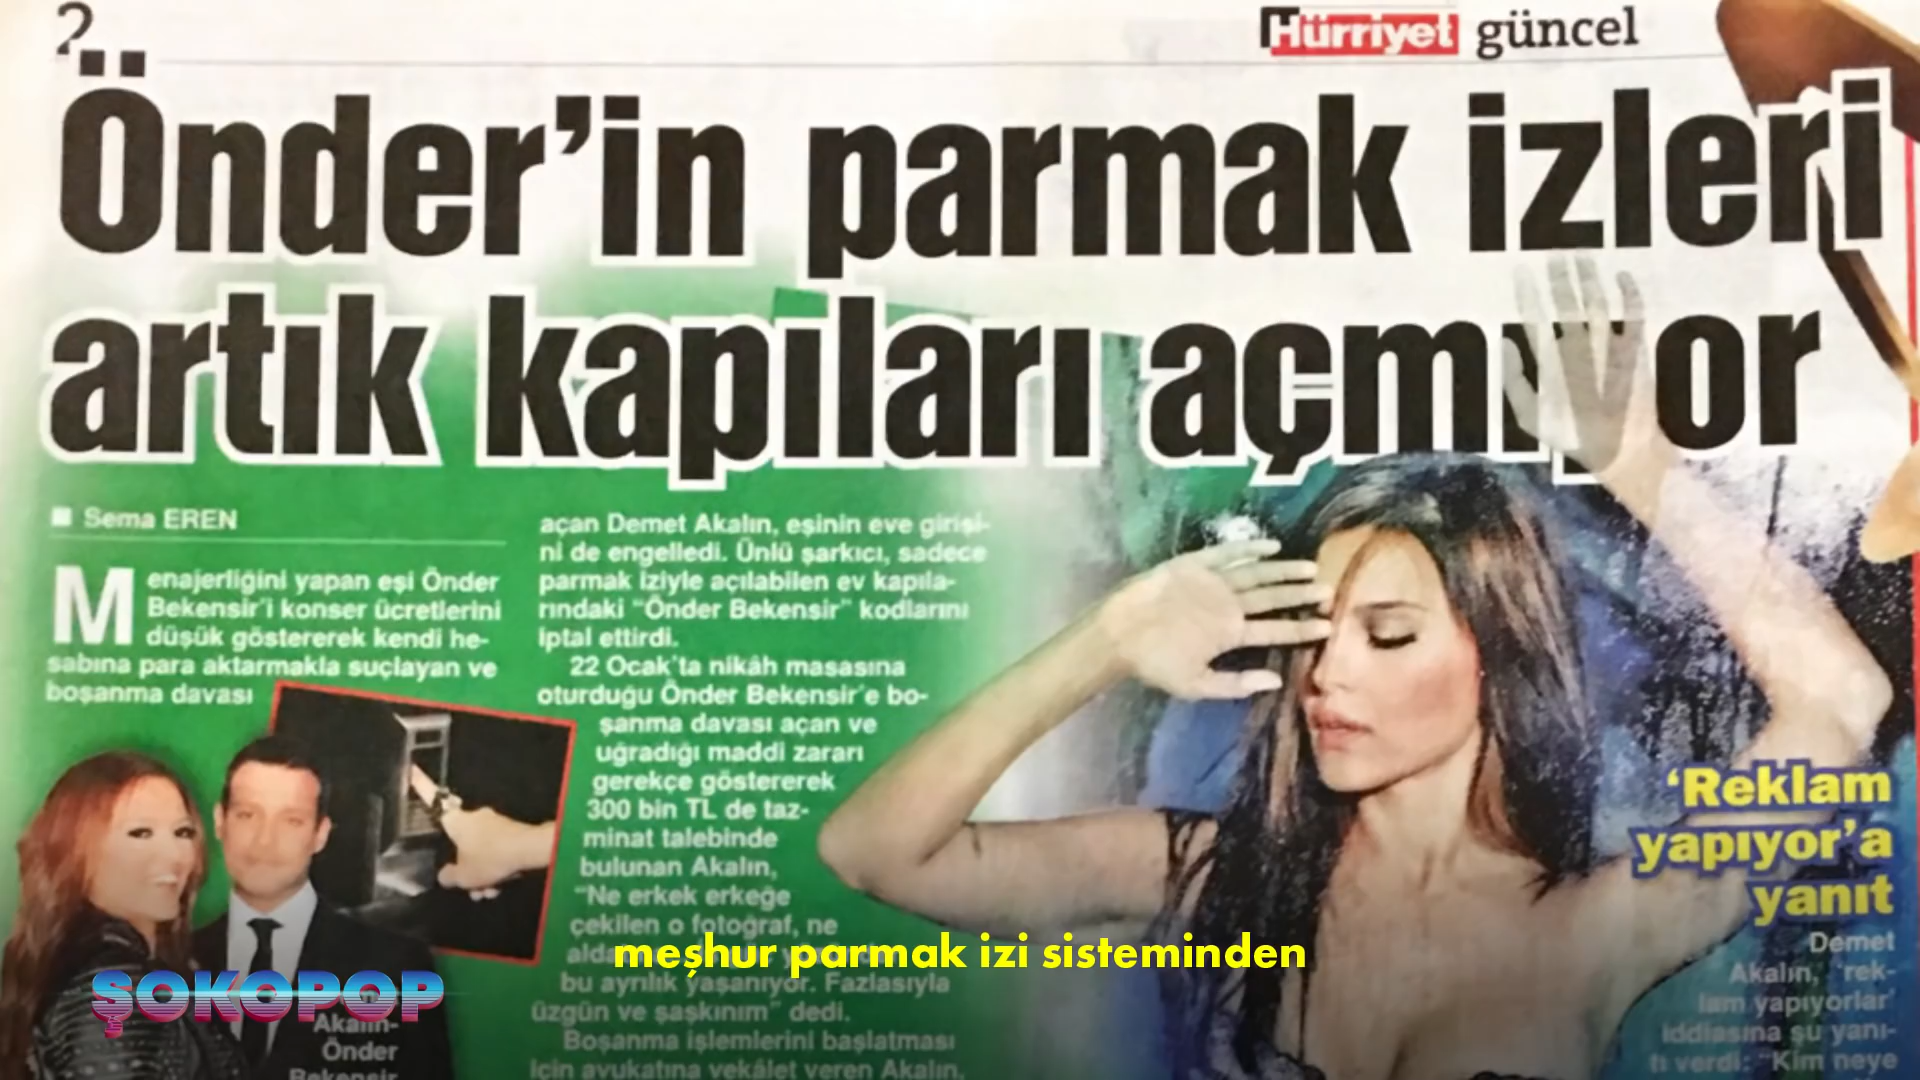 2
Hürriyet güncel
Önder'in parmak izleri
artık kapıları açmıyor
Sema EREN
Menajerliğini yapan eşi Önder
Bekensir'i konser ücretlerini
düşük göstererek kendi he-
sabına para aktarmakla suçlayan ve
boşanma davası
açan Demet Akalın, eşinin eve girişi-
ni de engelledi. Ünlü şarkıcı, sadece
parmak iziyle açılabilen ev kapıla-
rındaki "Önder Bekensir" kodlarını
iptal ettirdi.
22 Ocak'ta nikâh masasına
oturduğu Önder Bekensir'e bo-
şanma davası açan ve
uğradığı maddi zararı
gerekçe göstererek
300 bin TL de taz-
minat talebinde
bulunan Akalın,
"Ne erkek erkeğe
çekilen o fotoğraf, ne
bu ayrılık yaşanıyor. Fazlasıyla
üzgün ve şaşkınım" dedi.
Boşanma işlemlerini başlatması
için avukatına vekâlet veren Akalın,
Akalın-
Önder
Bekensir
'Reklam
yapıyor'a
yanıt
Demet
Akalın, 'rek-
lam yapıyorlar'
iddiasına şu yanı-
tı verdi: "Kim neye
meşhur parmak izi sisteminden
ŞOKOPOP